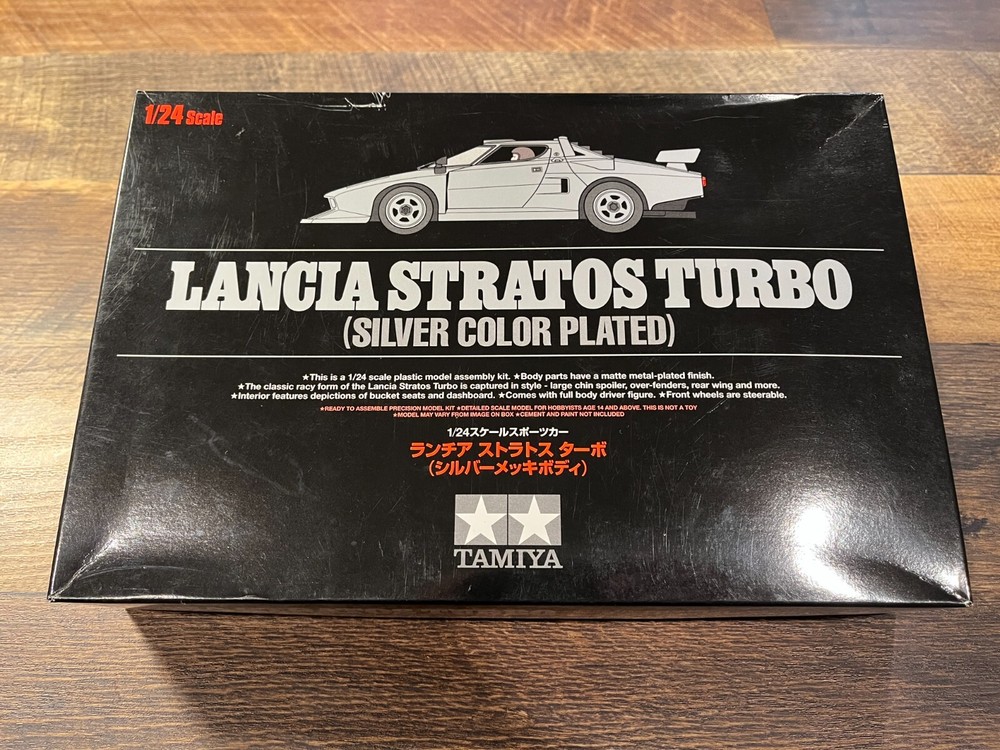 1/24 Scale
LANCIA STRATOS TURBO
(SILVER COLOR PLATED)
★This is a 1/24 scale plastic model assembly kit. ★Body parts have a matte metal-plated finish.
★The classic racy form of the Lancia Stratos Turbo is captured in style - large chin spoiler, over-fenders, rear wing and more.
★Interior features depictions of bucket seats and dashboard. ★Comes with full body driver figure. ★Front wheels are steerable.
★READY TO ASSEMBLE PRECISION MODEL KIT ★DETAILED SCALE MODEL FOR HOBBYISTS AGE 14 AND ABOVE. THIS IS NOT A TOY
★MODEL MAY VARY FROM IMAGE ON BOX ★CEMENT AND PAINT NOT INCLUDED
1/24スケールスポーツカー
ランチア ストラトス ターボ
(シルバーメッキボディ)
TAMIYA